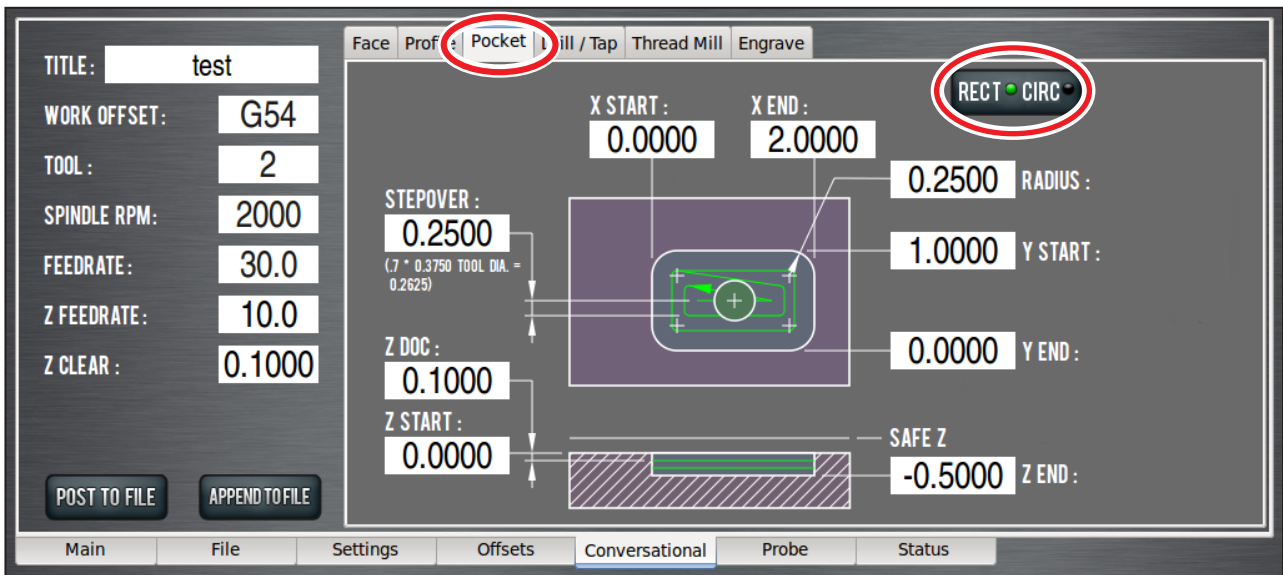 Face Profile Pocket Drill / Tap Thread Mill Engrave
TITLE : test
WORK OFFSET : G54
TOOL : 2
SPINDLE RPM: 2000
FEEDRATE : 30.0
Z FEEDRATE : 10.0
Z CLEAR : 0.1000
POST TO FILE
APPEND TO FILE
RECT CIRC
X START :
0.0000
X END :
2.0000
STEPOVER :
0.2500
(.7 * 0.3750 TOOL DIA. =
0.2625)
Z DOC :
0.1000
Z START :
0.0000
0.2500 RADIUS :
1.0000 Y START :
0.0000 Y END :
SAFE Z
-0.5000 Z END :
Main File Settings Offsets Conversational Probe Status